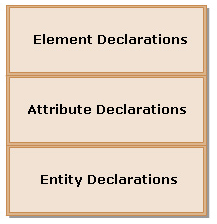 Element Declarations
Attribute Declarations
Entity Declarations